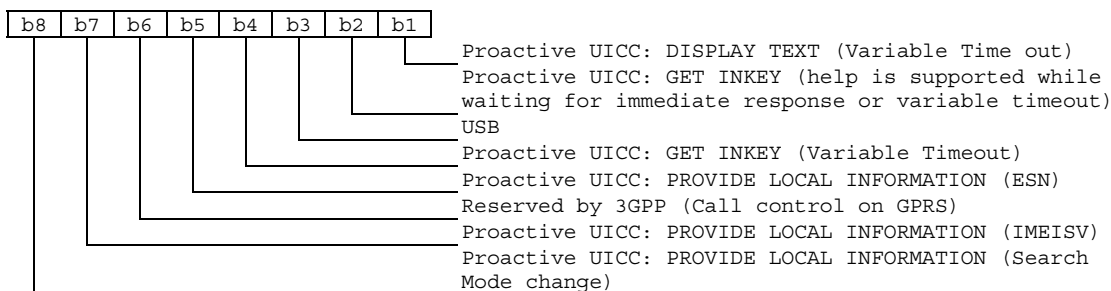 b8 b7 b6 b5 b4 b3 b2 b1
Proactive UICC: DISPLAY TEXT (Variable Time out)
Proactive UICC: GET INKEY (help is supported while
waiting for immediate response or variable timeout)
USB
Proactive UICC: GET INKEY (Variable Timeout)
Proactive UICC: PROVIDE LOCAL INFORMATION (ESN)
Reserved by 3GPP (Call control on GPRS)
Proactive UICC: PROVIDE LOCAL INFORMATION (IMEISV)
Proactive UICC: PROVIDE LOCAL INFORMATION (Search
Mode change)